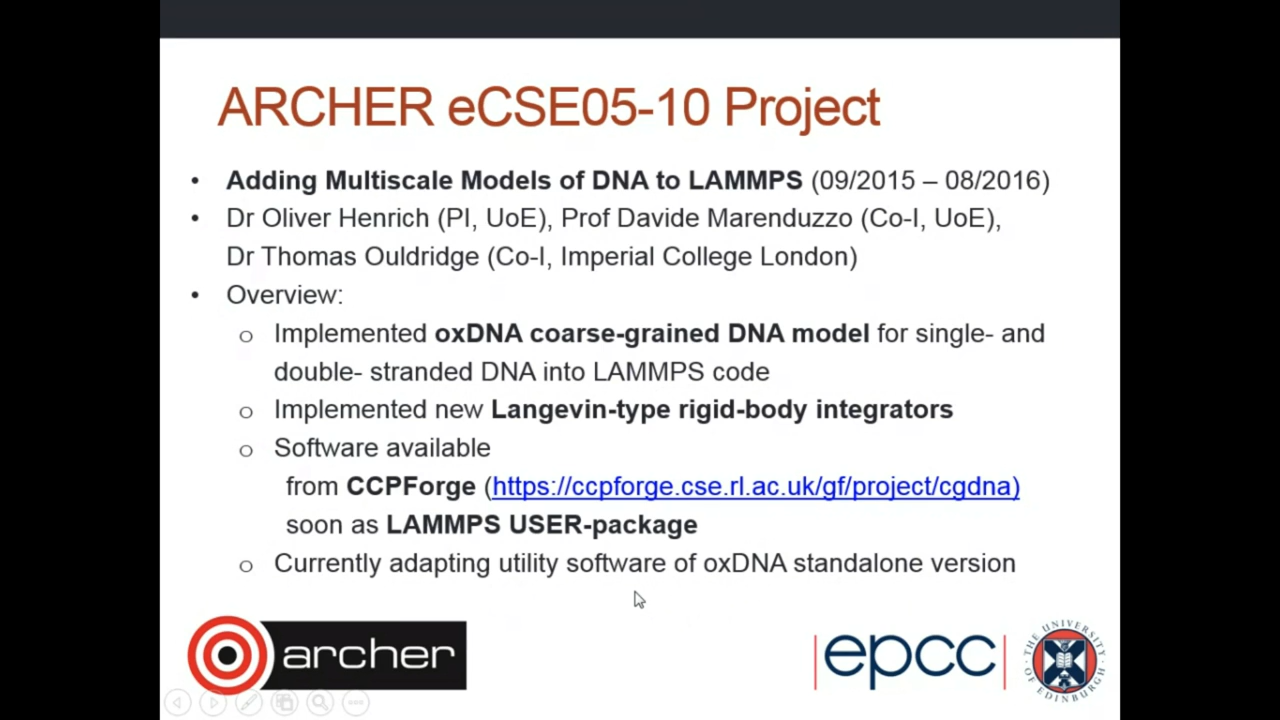 ARCHER eCSE05-10 Project
• Adding Multiscale Models of DNA to LAMMPS (09/2015 – 08/2016)
• Dr Oliver Henrich (PI, UoE), Prof Davide Marenduzzo (Co-I, UoE),
Dr Thomas Ouldridge (Co-I, Imperial College London)
• Overview:
o Implemented oxDNA coarse-grained DNA model for single- and
double- stranded DNA into LAMMPS code
o Implemented new Langevin-type rigid-body integrators
o Software available
from CCPForge (https://ccpforge.cse.rl.ac.uk/gf/project/cgdna)
soon as LAMMPS USER-package
o Currently adapting utility software of oxDNA standalone version
archer
epcc
THE UNIVERSITY OF EDINBURGH